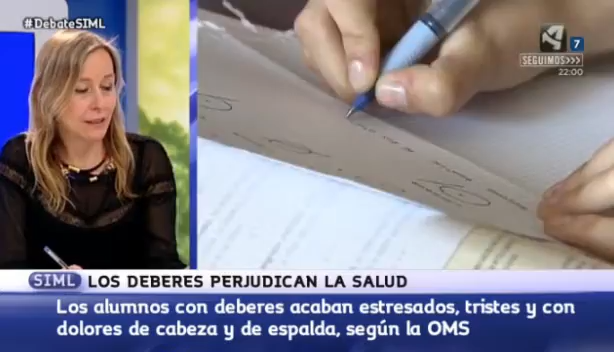 #DebateSIML
7
SEGUIMOS>>>
22:00
SIML LOS DEBERES PERJUDICAN LA SALUD
Los alumnos con deberes acaban estresados, tristes y con
dolores de cabeza y de espalda, según la OMS